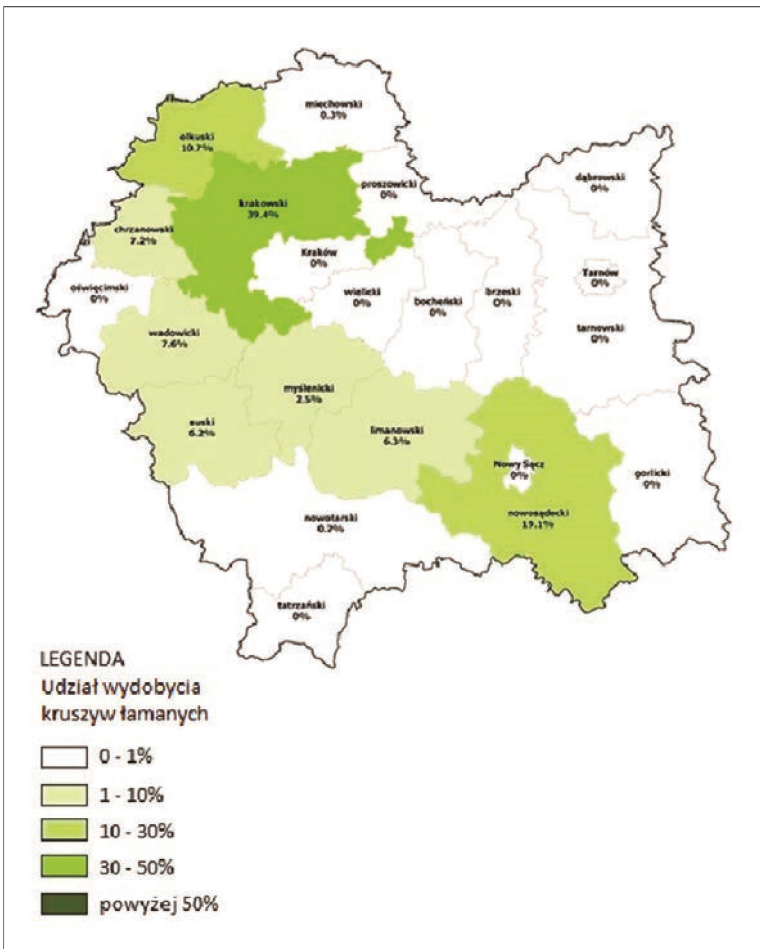 miechowski
0.3%
olkuski
10.7%
proszowicki
0%
dąbrowski
0%
krakowski
39.4%
chrzanowski
7.2%
Kraków
0%
Tarnów
0%
oświęcimski
0%
wielicki
0%
bocheński
0%
brzeski
0%
wadowicki
7.6%
tarnowski
0%
myślenicki
2.5%
suski
6.2%
limanowski
6.3%
Nowy Sącz
0%
gorlicki
0%
nowosądecki
19.1%
nowotarski
0.2%
tatrzański
0%
LEGENDA
Udział wydobycia
kruszyw łamanych
0 - 1%
1 - 10%
10 - 30%
30 - 50%
powyżej 50%